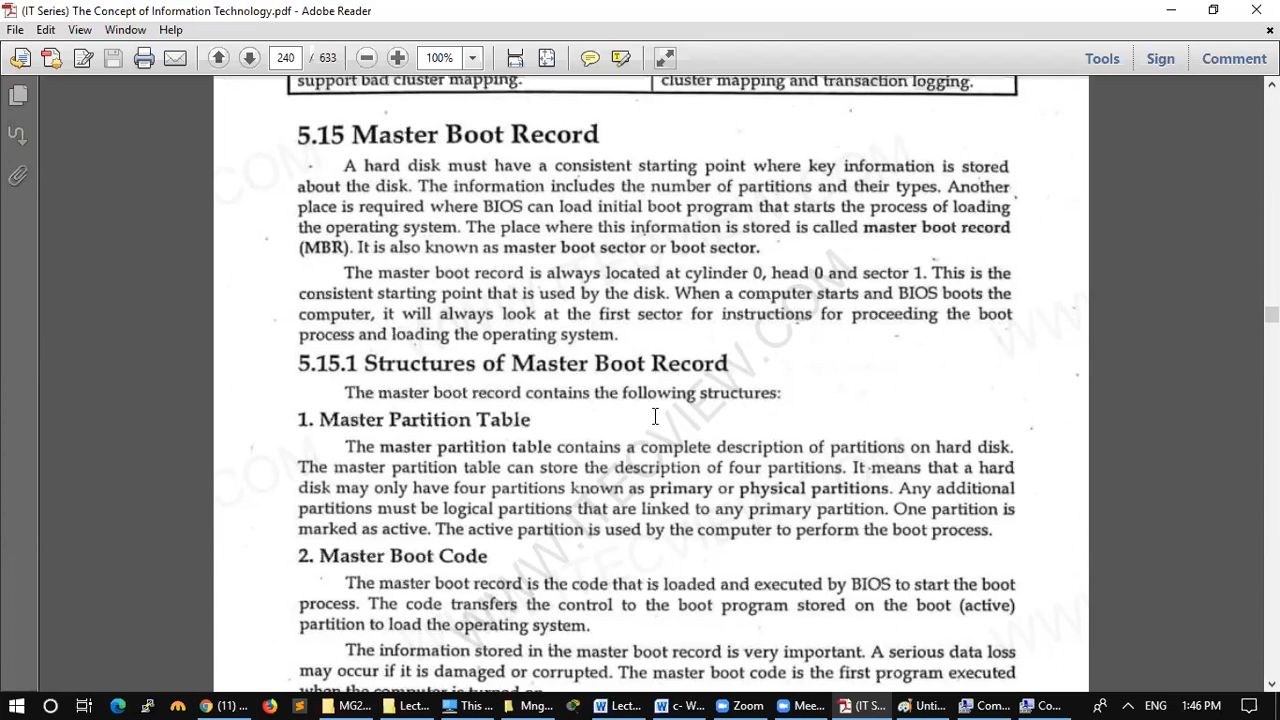 (IT Series) The Concept of Information Technology.pdf - Adobe Reader
File Edit View Window Help
240 / 633 100% Tools Sign Comment
support bad cluster mapping. cluster mapping and transaction logging.
5.15 Master Boot Record
A hard disk must have a consistent starting point where key information is stored
about the disk. The information includes the number of partitions and their types. Another
place is required where BIOS can load initial boot program that starts the process of loading
the operating system. The place where this information is stored is called master boot record
(MBR). It is also known as master boot sector or boot sector.
The master boot record is always located at cylinder 0, head 0 and sector 1. This is the
consistent starting point that is used by the disk. When a computer starts and BIOS boots the
computer, it will always look at the first sector for instructions for proceeding the boot
process and loading the operating system.
5.15.1 Structures of Master Boot Record
The master boot record contains the following structures:
1. Master Partition Table
The master partition table contains a complete description of partitions on hard disk.
The master partition table can store the description of four partitions. It means that a hard
disk may only have four partitions known as primary or physical partitions. Any additional
partitions must be logical partitions that are linked to any primary partition. One partition is
marked as active. The active partition is used by the computer to perform the boot process.
2. Master Boot Code
The master boot record is the code that is loaded and executed by BIOS to start the boot
process. The code transfers the control to the boot program stored on the boot (active)
partition to load the operating system.
The information stored in the master boot record is very important. A serious data loss
may occur if it is damaged or corrupted. The master boot code is the first program executed
when the computer is turned on
WWW.ITECVIEW.COM
(11) ... MG2... Lect... This ... Mng... Lect... c- W... Zoom Mee... (IT S... Unti... Com... Co... ENG 1:46 PM